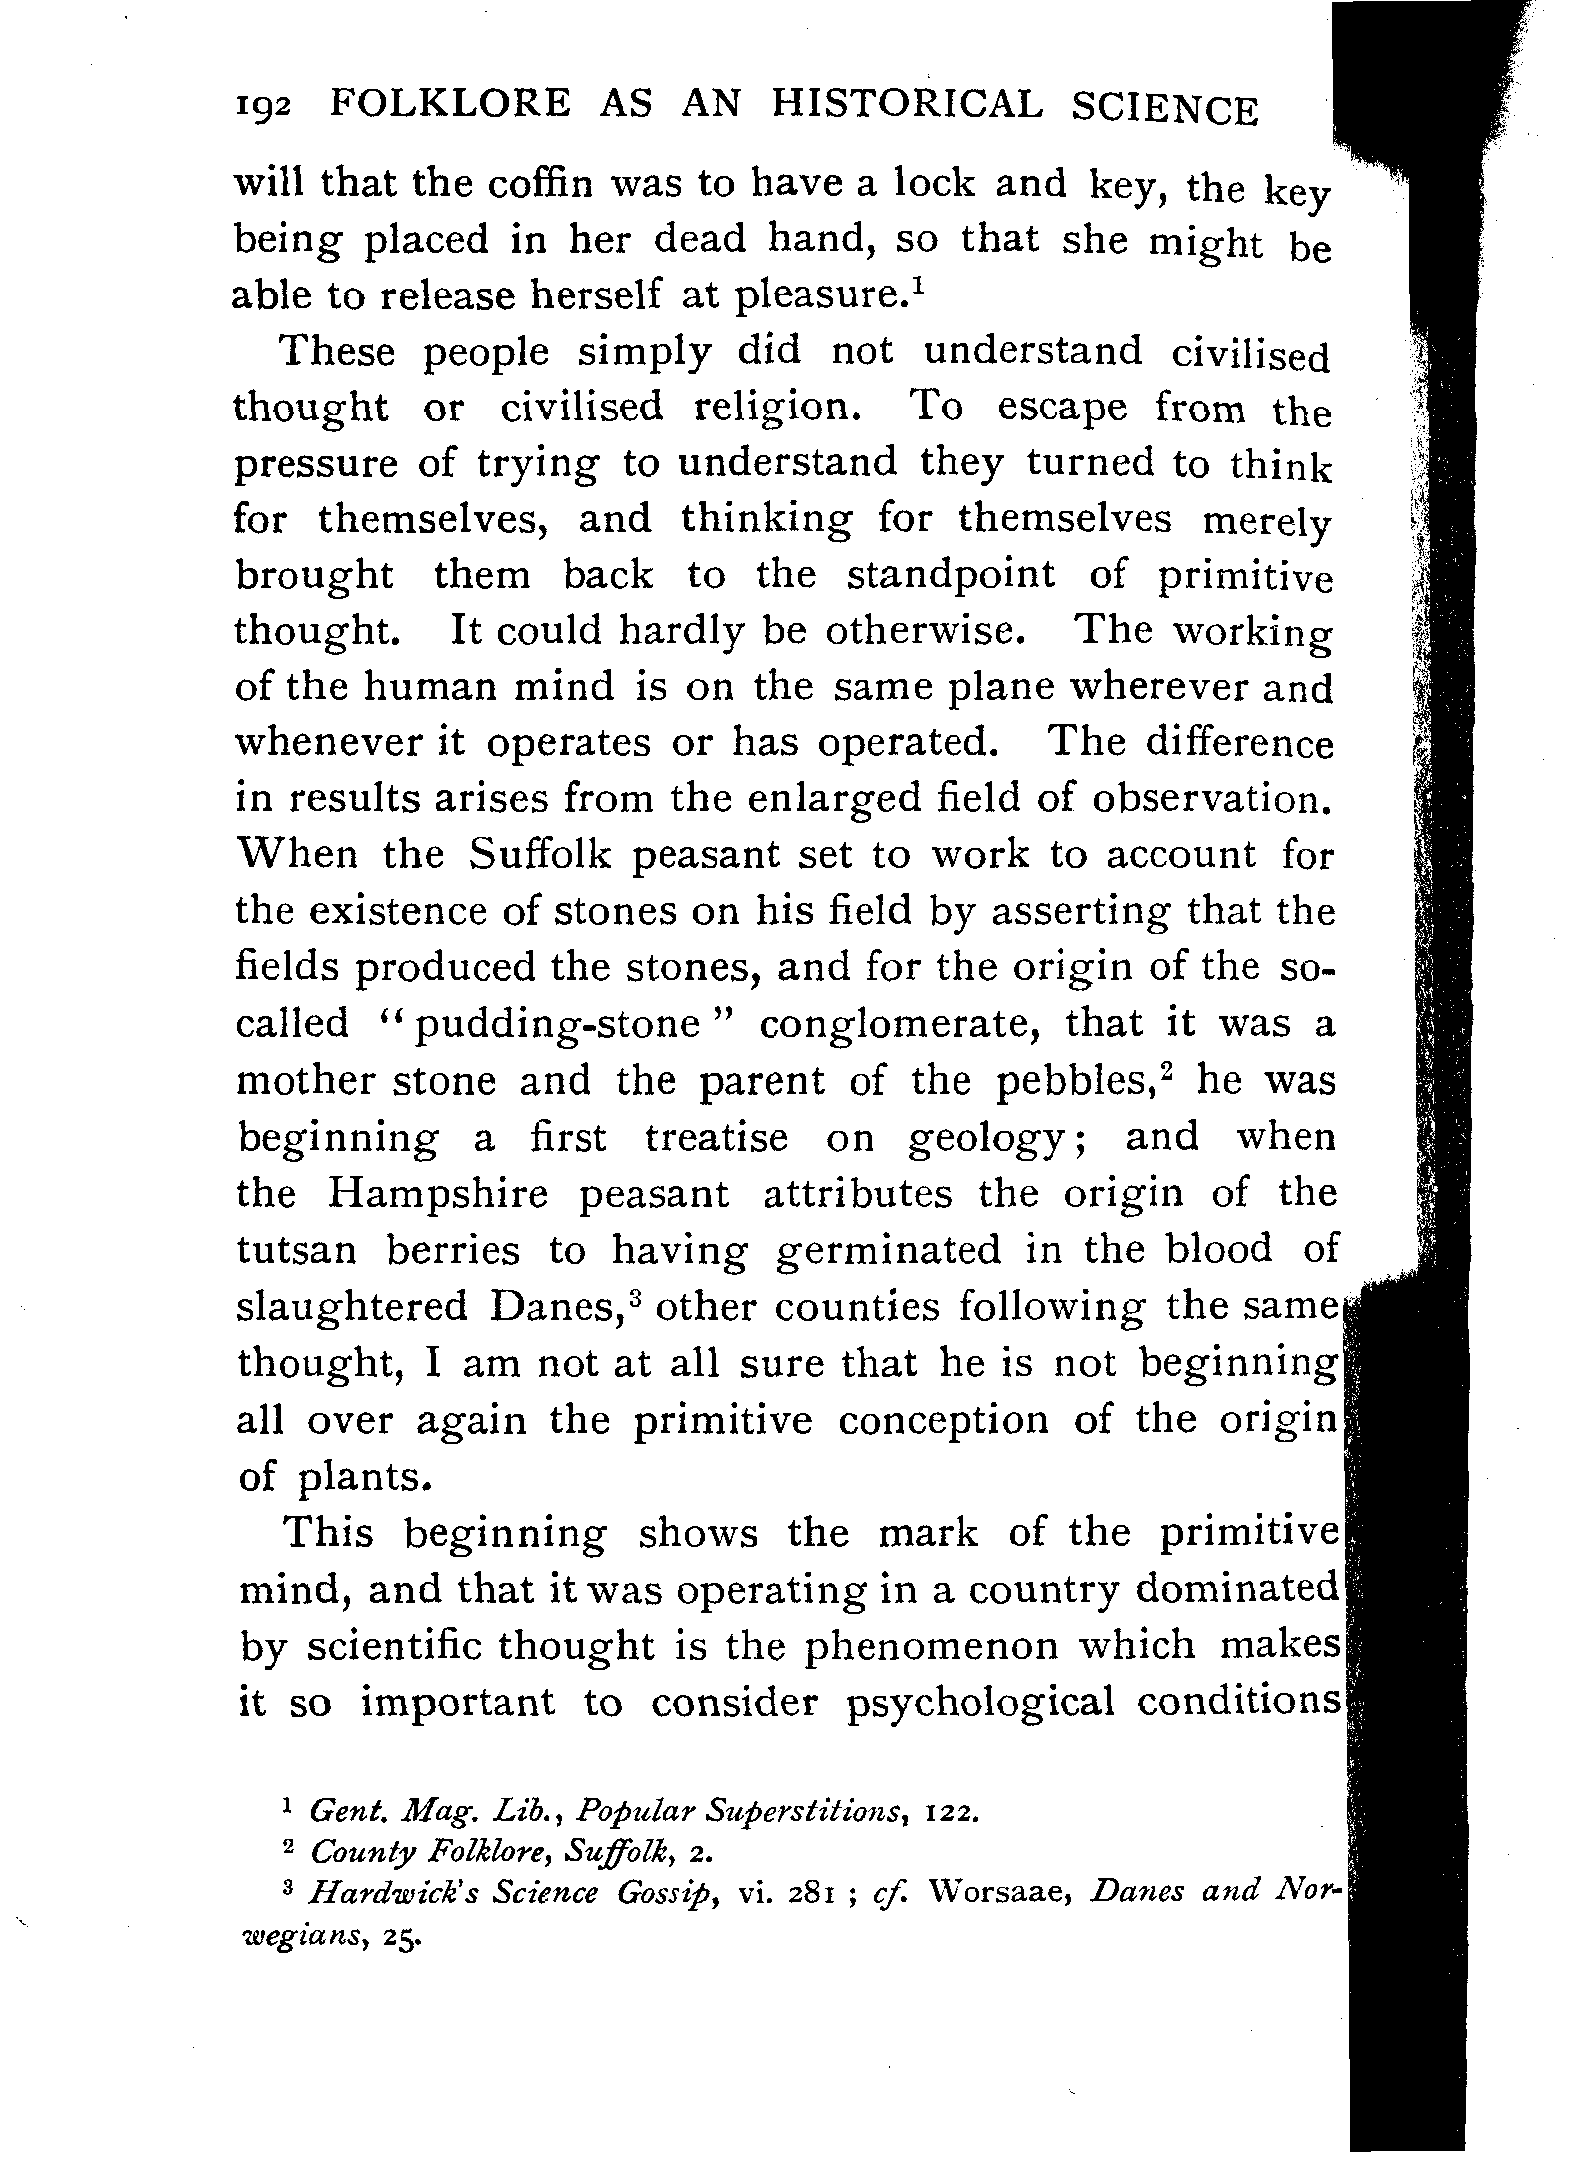 192 FOLKLORE AS AN HISTORICAL SCIENCE
will that the coffin was to have a lock and key, the key
being placed in her dead hand, so that she might be
able to release herself at pleasure.¹
These people simply did not understand civilised
thought or civilised religion. To escape from the
pressure of trying to understand they turned to think
for themselves, and thinking for themselves merely
brought them back to the standpoint of primitive
thought. It could hardly be otherwise. The working
of the human mind is on the same plane wherever and
whenever it operates or has operated. The difference
in results arises from the enlarged field of observation.
When the Suffolk peasant set to work to account for
the existence of stones on his field by asserting that the
fields produced the stones, and for the origin of the so-
called “ pudding-stone ” conglomerate, that it was a
mother stone and the parent of the pebbles,² he was
beginning a first treatise on geology; and when
the Hampshire peasant attributes the origin of the
tutsan berries to having germinated in the blood of
slaughtered Danes,³ other counties following the same
thought, I am not at all sure that he is not beginning
all over again the primitive conception of the origin
of plants.
This beginning shows the mark of the primitive
mind, and that it was operating in a country dominated
by scientific thought is the phenomenon which makes
it so important to consider psychological conditions
¹ Gent. Mag. Lib., Popular Superstitions, 122.
² County Folklore, Suffolk, 2.
³ Hardwick's Science Gossip, vi. 281 ; cf. Worsaae, Danes and Nor-
wegians, 25.